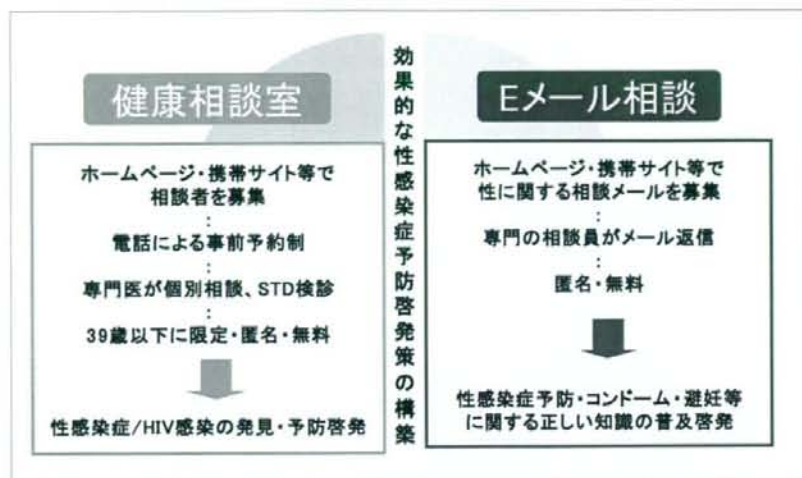 健康相談室
ホームページ・携帯サイト等で
相談者を募集
:
電話による事前予約制
:
専門医が個別相談、STD検診
:
39歳以下に限定・匿名・無料
性感染症/HIV感染の発見・予防啓発
効果的な性感染症予防啓発策の構築
Eメール相談
ホームページ・携帯サイト等で
性に関する相談メールを募集
:
専門の相談員がメール返信
:
匿名・無料
性感染症予防・コンドーム・避妊等
に関する正しい知識の普及啓発